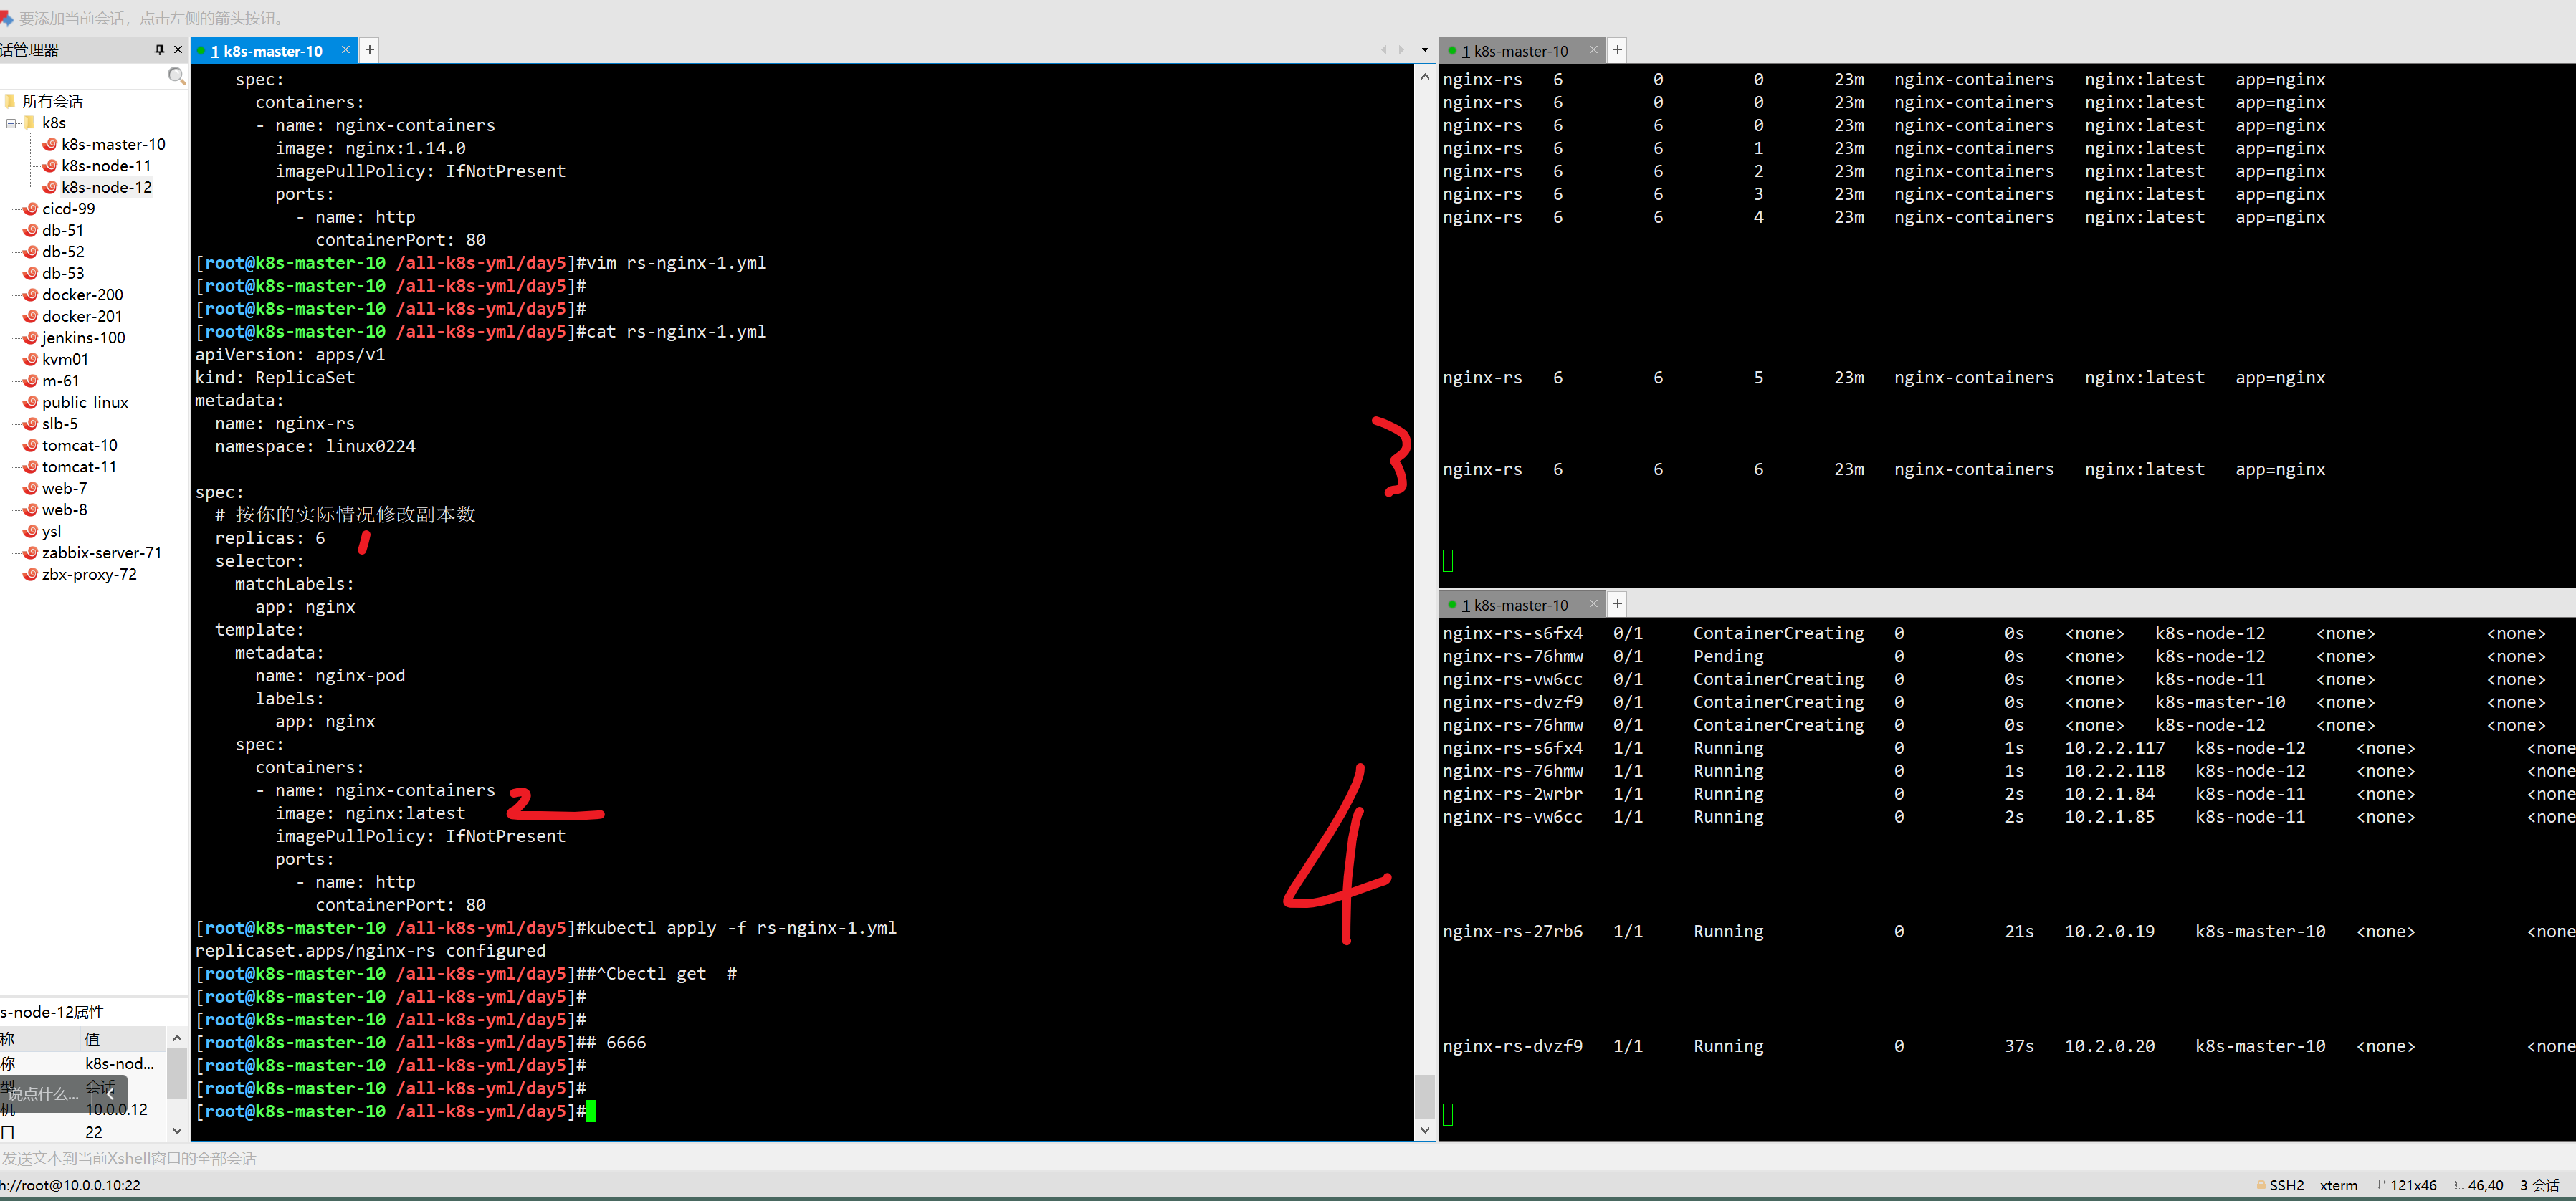 要添加当前会话，点击左侧的箭头按钮。
话管理器
所有会话
k8s
k8s-master-10
k8s-node-11
k8s-node-12
cicd-99
db-51
db-52
db-53
docker-200
docker-201
jenkins-100
kvm01
m-61
public_linux
slb-5
tomcat-10
tomcat-11
web-7
web-8
ysl
zabbix-server-71
zbx-proxy-72
s-node-12属性
称 值
称 k8s-nod...
型 会话
说点什么...
机 10.0.0.12
口 22
1 k8s-master-10
spec:
containers:
- name: nginx-containers
image: nginx:1.14.0
imagePullPolicy: IfNotPresent
ports:
- name: http
containerPort: 80
[root@k8s-master-10 /all-k8s-yml/day5]#vim rs-nginx-1.yml
[root@k8s-master-10 /all-k8s-yml/day5]#
[root@k8s-master-10 /all-k8s-yml/day5]#
[root@k8s-master-10 /all-k8s-yml/day5]#cat rs-nginx-1.yml
apiVersion: apps/v1
kind: ReplicaSet
metadata:
name: nginx-rs
namespace: linux0224
spec:
# 按你的实际情况修改副本数
replicas: 6
1
selector:
matchLabels:
app: nginx
template:
metadata:
name: nginx-pod
labels:
app: nginx
spec:
containers:
- name: nginx-containers
2
image: nginx:latest
imagePullPolicy: IfNotPresent
ports:
- name: http
containerPort: 80
[root@k8s-master-10 /all-k8s-yml/day5]#kubectl apply -f rs-nginx-1.yml
replicaset.apps/nginx-rs configured
[root@k8s-master-10 /all-k8s-yml/day5]##^Cbectl get  #
[root@k8s-master-10 /all-k8s-yml/day5]#
[root@k8s-master-10 /all-k8s-yml/day5]#
[root@k8s-master-10 /all-k8s-yml/day5]## 6666
[root@k8s-master-10 /all-k8s-yml/day5]#
[root@k8s-master-10 /all-k8s-yml/day5]#
[root@k8s-master-10 /all-k8s-yml/day5]#
3
4
1 k8s-master-10
nginx-rs 6 0 0 23m nginx-containers nginx:latest app=nginx
nginx-rs 6 0 0 23m nginx-containers nginx:latest app=nginx
nginx-rs 6 6 0 23m nginx-containers nginx:latest app=nginx
nginx-rs 6 6 1 23m nginx-containers nginx:latest app=nginx
nginx-rs 6 6 2 23m nginx-containers nginx:latest app=nginx
nginx-rs 6 6 3 23m nginx-containers nginx:latest app=nginx
nginx-rs 6 6 4 23m nginx-containers nginx:latest app=nginx
nginx-rs 6 6 5 23m nginx-containers nginx:latest app=nginx
nginx-rs 6 6 6 23m nginx-containers nginx:latest app=nginx
1 k8s-master-10
nginx-rs-s6fx4 0/1 ContainerCreating 0 0s <none> k8s-node-12 <none> <none>
nginx-rs-76hmw 0/1 Pending 0 0s <none> k8s-node-12 <none> <none>
nginx-rs-vw6cc 0/1 ContainerCreating 0 0s <none> k8s-node-11 <none> <none>
nginx-rs-dvzf9 0/1 ContainerCreating 0 0s <none> k8s-master-10 <none> <none>
nginx-rs-76hmw 0/1 ContainerCreating 0 0s <none> k8s-node-12 <none> <none>
nginx-rs-s6fx4 1/1 Running 0 1s 10.2.2.117 k8s-node-12 <none> <none
nginx-rs-76hmw 1/1 Running 0 1s 10.2.2.118 k8s-node-12 <none> <none
nginx-rs-2wrbr 1/1 Running 0 2s 10.2.1.84 k8s-node-11 <none> <none
nginx-rs-vw6cc 1/1 Running 0 2s 10.2.1.85 k8s-node-11 <none> <none
nginx-rs-27rb6 1/1 Running 0 21s 10.2.0.19 k8s-master-10 <none> <none
nginx-rs-dvzf9 1/1 Running 0 37s 10.2.0.20 k8s-master-10 <none> <none
发送文本到当前Xshell窗口的全部会话
h://root@10.0.0.10:22
SSH2 xterm 121x46 46,40 3 会话